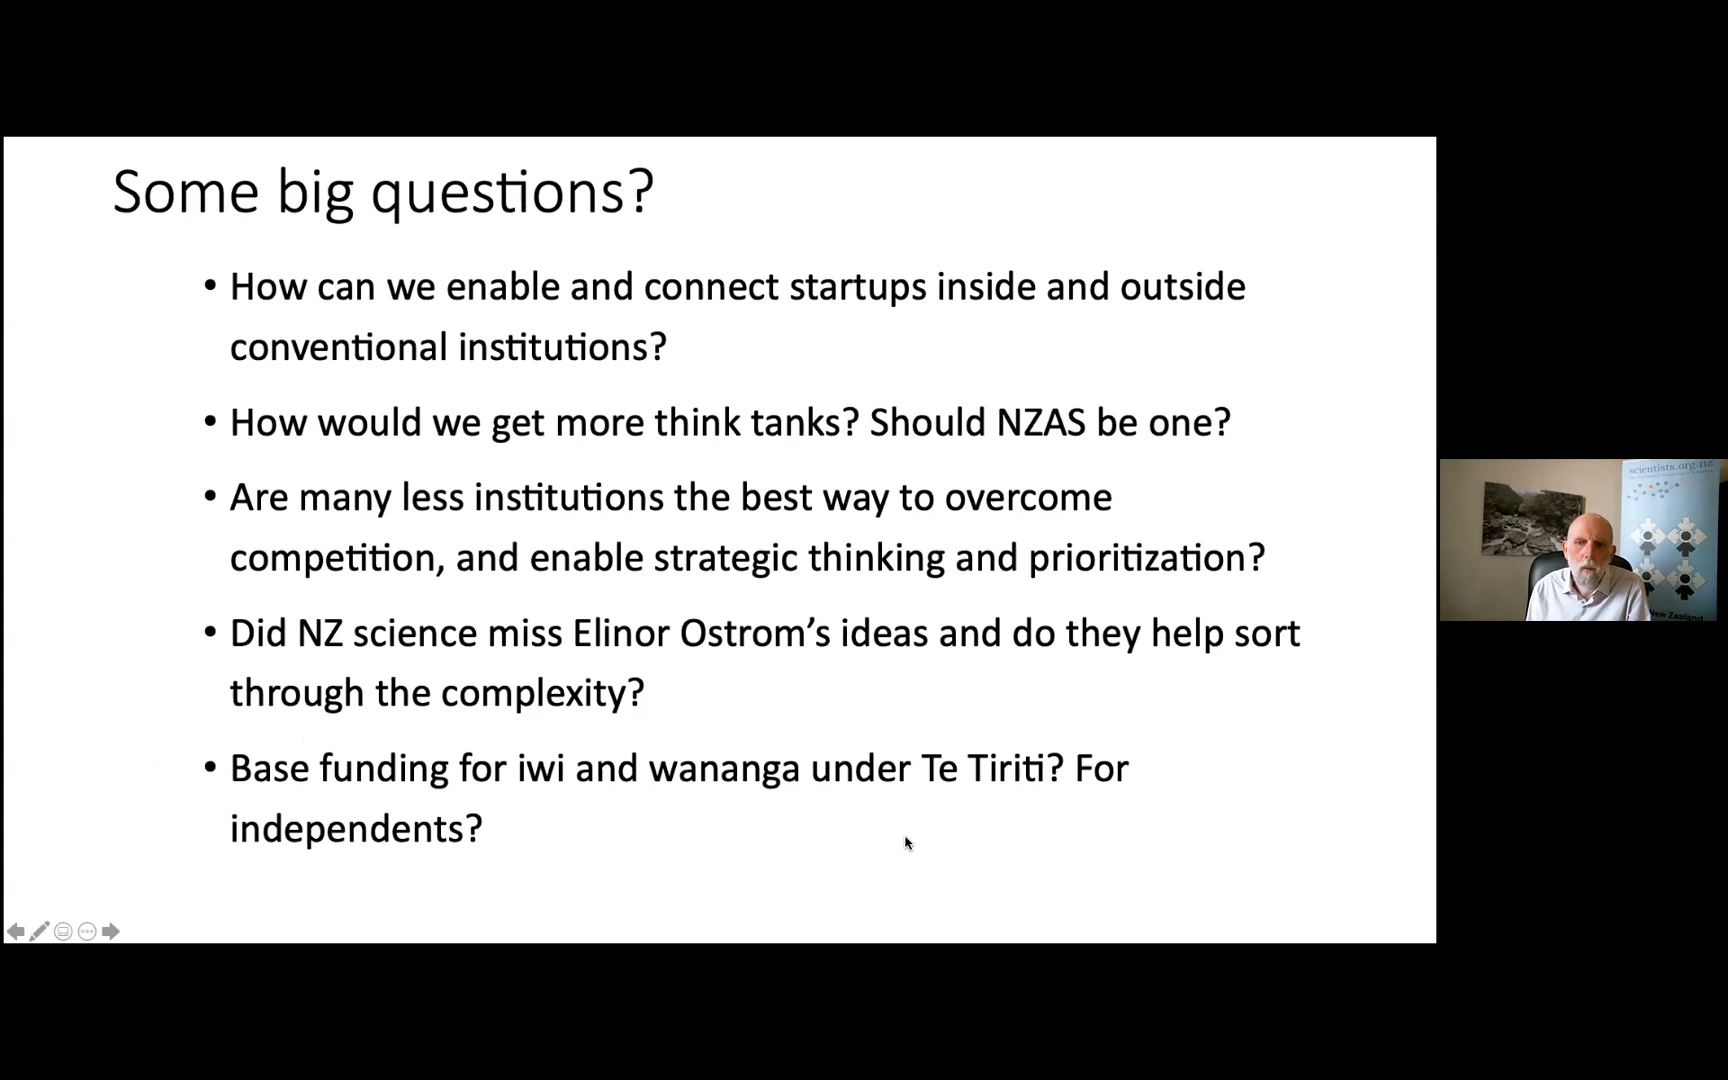 Some big questions?
• How can we enable and connect startups inside and outside
conventional institutions?
• How would we get more think tanks? Should NZAS be one?
• Are many less institutions the best way to overcome
competition, and enable strategic thinking and prioritization?
• Did NZ science miss Elinor Ostrom’s ideas and do they help sort
through the complexity?
• Base funding for iwi and wananga under Te Tiriti? For
independents?
scientists.org.nz
New Zealand